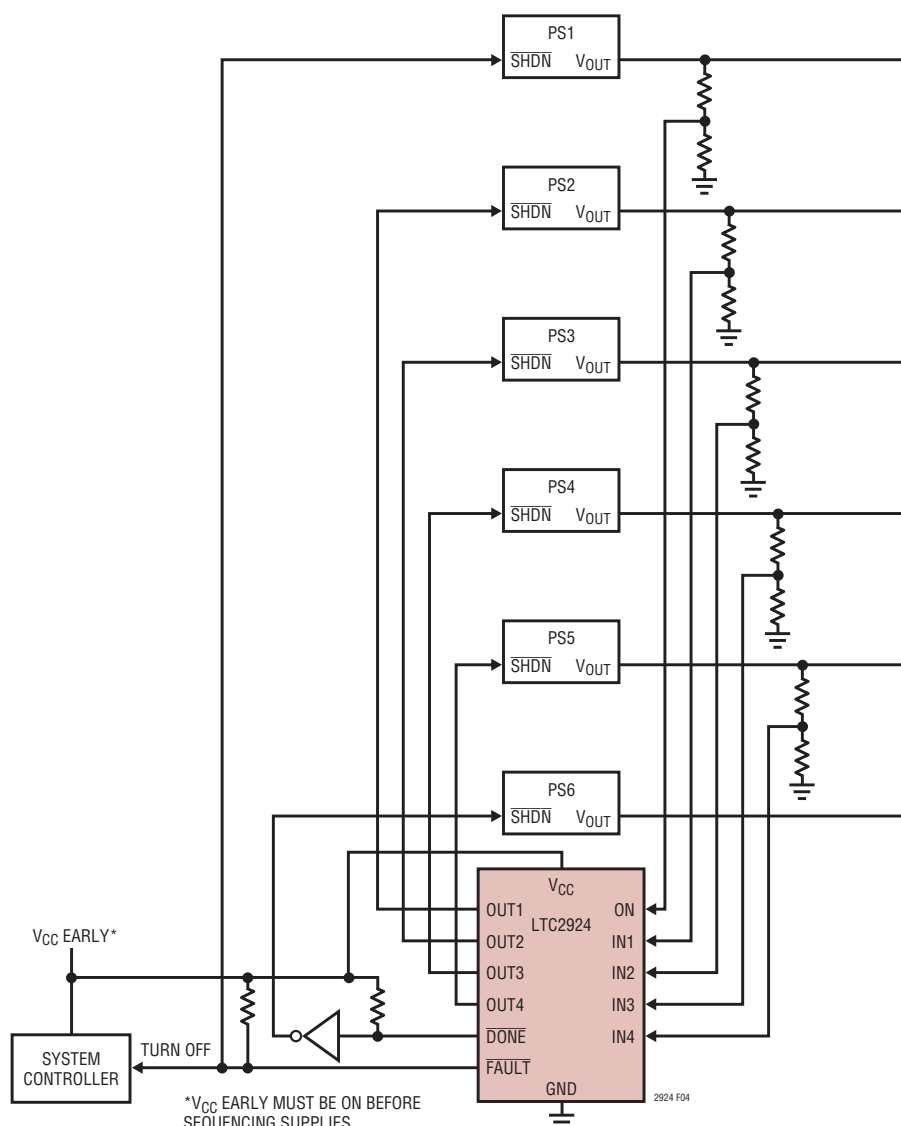 PS1
SHDN VOUT
PS2
SHDN VOUT
PS3
SHDN VOUT
PS4
SHDN VOUT
PS5
SHDN VOUT
PS6
SHDN VOUT
VCC
OUT1 ON
LTC2924
OUT2 IN1
OUT3 IN2
OUT4 IN3
DONE IN4
FAULT
GND
VCC EARLY*
SYSTEM
CONTROLLER
TURN OFF
*VCC EARLY MUST BE ON BEFORE
SEQUENCING SUPPLIES
2924 F04